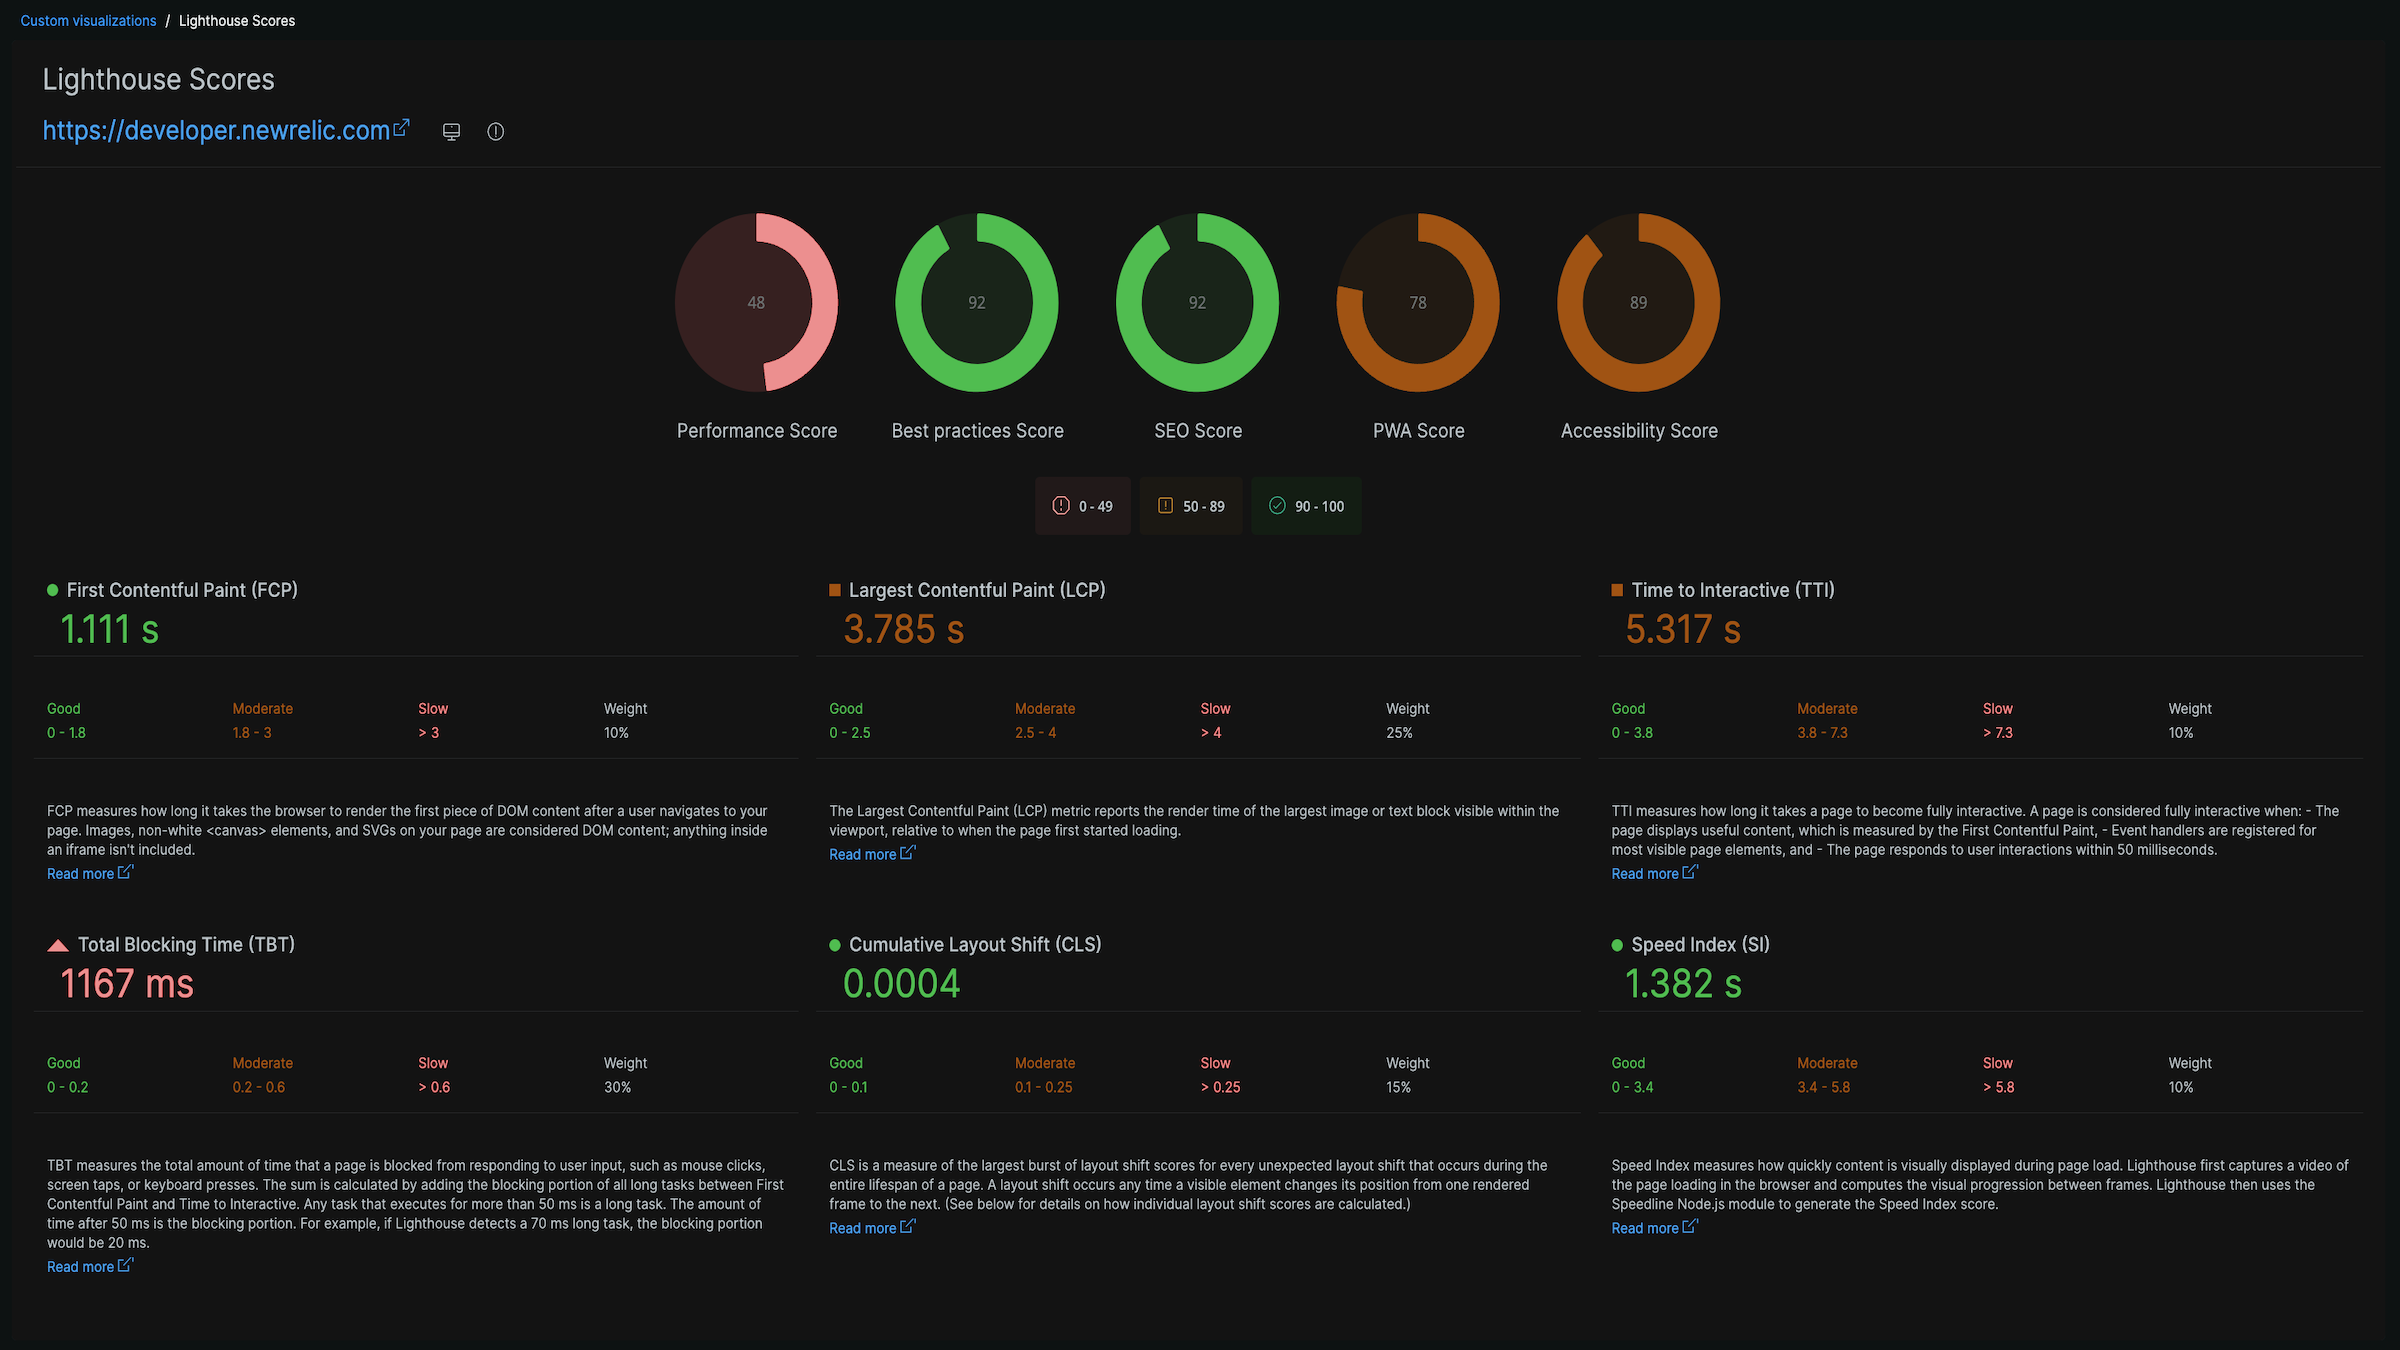 Custom visualizations / Lighthouse Scores
Lighthouse Scores
https://developer.newrelic.com
48 92 92 78 89
Performance Score Best practices Score SEO Score PWA Score Accessibility Score
0 - 49 50 - 89 90 - 100
First Contentful Paint (FCP)
1.111 s
Good Moderate Slow Weight
0 - 1.8 1.8 - 3 > 3 10%
FCP measures how long it takes the browser to render the first piece of DOM content after a user navigates to your
page. Images, non-white <canvas> elements, and SVGs on your page are considered DOM content; anything inside
an iframe isn't included.
Read more
Largest Contentful Paint (LCP)
3.785 s
Good Moderate Slow Weight
0 - 2.5 2.5 - 4 > 4 25%
The Largest Contentful Paint (LCP) metric reports the render time of the largest image or text block visible within the
viewport, relative to when the page first started loading.
Read more
Time to Interactive (TTI)
5.317 s
Good Moderate Slow Weight
0 - 3.8 3.8 - 7.3 > 7.3 10%
TTI measures how long it takes a page to become fully interactive. A page is considered fully interactive when: - The
page displays useful content, which is measured by the First Contentful Paint, - Event handlers are registered for
most visible page elements, and - The page responds to user interactions within 50 milliseconds.
Read more
Total Blocking Time (TBT)
1167 ms
Good Moderate Slow Weight
0 - 0.2 0.2 - 0.6 > 0.6 30%
TBT measures the total amount of time that a page is blocked from responding to user input, such as mouse clicks,
screen taps, or keyboard presses. The sum is calculated by adding the blocking portion of all long tasks between First
Contentful Paint and Time to Interactive. Any task that executes for more than 50 ms is a long task. The amount of
time after 50 ms is the blocking portion. For example, if Lighthouse detects a 70 ms long task, the blocking portion
would be 20 ms.
Read more
Cumulative Layout Shift (CLS)
0.0004
Good Moderate Slow Weight
0 - 0.1 0.1 - 0.25 > 0.25 15%
CLS is a measure of the largest burst of layout shift scores for every unexpected layout shift that occurs during the
entire lifespan of a page. A layout shift occurs any time a visible element changes its position from one rendered
frame to the next. (See below for details on how individual layout shift scores are calculated.)
Read more
Speed Index (SI)
1.382 s
Good Moderate Slow Weight
0 - 3.4 3.4 - 5.8 > 5.8 10%
Speed Index measures how quickly content is visually displayed during page load. Lighthouse first captures a video of
the page loading in the browser and computes the visual progression between frames. Lighthouse then uses the
Speedline Node.js module to generate the Speed Index score.
Read more